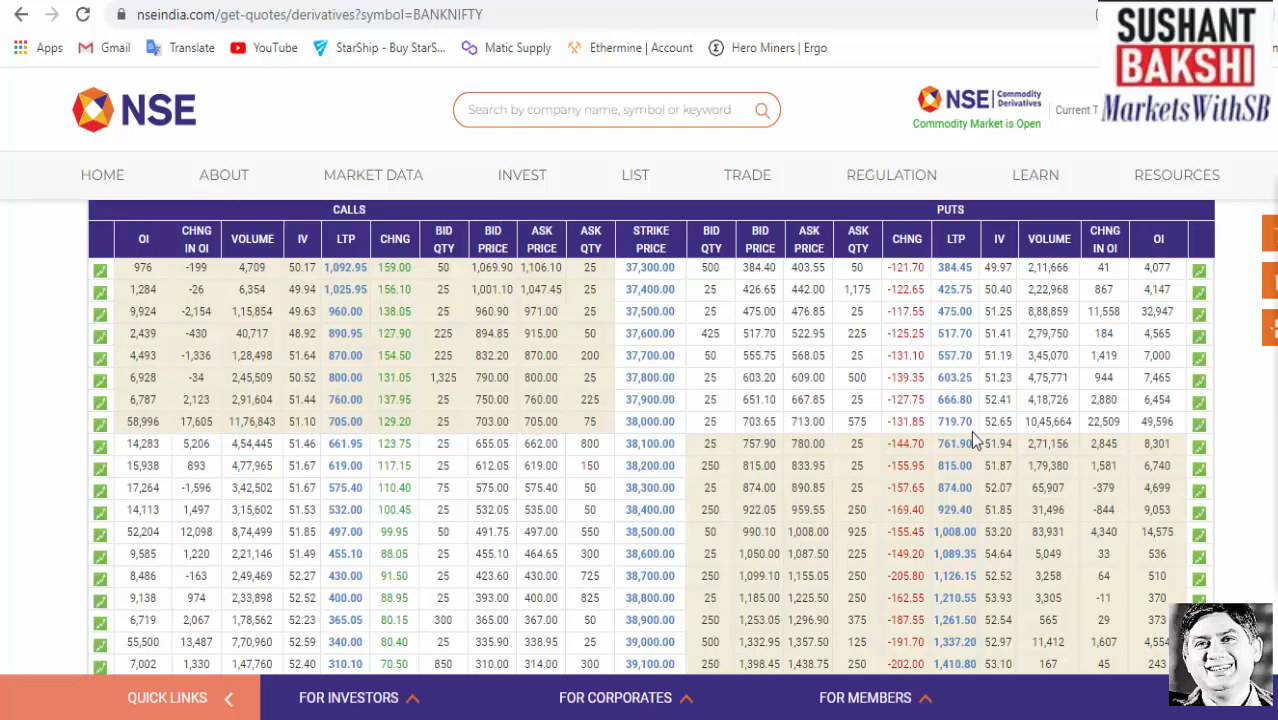 nseindia.com/get-quotes/derivatives?symbol=BANKNIFTY
Apps Gmail Translate YouTube StarShip - Buy StarS... Matic Supply Ethermine | Account Hero Miners | Ergo
SUSHANT
BAKSHI
MarketsWithSB
NSE
Search by company name, symbol or keyword
NSE Commodity Derivatives
Commodity Market is Open
Current T
HOME ABOUT MARKET DATA INVEST LIST TRADE REGULATION LEARN RESOURCES
CALLS PUTS
OI CHNG IN OI VOLUME IV LTP CHNG BID QTY BID PRICE ASK PRICE ASK QTY STRIKE PRICE BID QTY BID PRICE ASK PRICE ASK QTY CHNG LTP IV VOLUME CHNG IN OI OI
976 -199 4,709 50.17 1,092.95 159.00 50 1,069.90 1,106.10 25 37,300.00 500 384.40 403.55 50 -121.70 384.45 49.97 2,11,666 41 4,077
1,284 -26 6,354 49.94 1,025.95 156.10 25 1,001.10 1,047.45 25 37,400.00 25 426.65 442.00 1,175 -122.65 425.75 50.40 2,22,968 867 4,147
9,924 -2,154 1,15,854 49.63 960.00 138.05 25 960.90 971.00 25 37,500.00 25 475.00 476.85 25 -117.55 475.00 51.25 8,88,859 11,558 32,947
2,439 -430 40,717 48.92 890.95 127.90 225 894.85 915.00 50 37,600.00 425 517.70 522.95 225 -125.25 517.70 51.41 2,79,750 184 4,565
4,493 -1,336 1,28,498 51.64 870.00 154.50 225 832.20 870.00 200 37,700.00 50 555.75 568.05 25 -131.10 557.70 51.19 3,45,070 1,419 7,000
6,928 -34 2,45,509 50.52 800.00 131.05 1,325 790.00 800.00 25 37,800.00 25 603.20 609.00 500 -139.35 603.25 51.23 4,75,771 944 7,465
6,787 2,123 2,91,604 51.44 760.00 137.95 25 750.00 760.00 225 37,900.00 25 651.10 667.85 25 -127.75 666.80 52.41 4,18,726 2,880 6,454
58,996 17,605 11,76,843 51.10 705.00 129.20 25 703.00 705.00 75 38,000.00 25 703.65 713.00 575 -131.85 719.70 52.65 10,45,664 22,509 49,596
14,283 5,206 4,54,445 51.46 661.95 123.75 25 655.05 662.00 800 38,100.00 25 757.90 780.00 25 -144.70 761.90 51.94 2,71,156 2,845 8,301
15,938 893 4,77,965 51.67 619.00 117.15 25 612.05 619.00 150 38,200.00 250 815.00 833.95 25 -155.95 815.00 51.87 1,79,380 1,581 6,740
17,264 -1,596 3,42,502 51.67 575.40 110.40 75 575.00 575.40 50 38,300.00 25 874.00 890.85 25 -157.65 874.00 52.07 65,907 -379 4,699
14,113 1,497 3,15,602 51.53 532.00 100.45 25 532.00 535.00 50 38,400.00 250 922.05 959.55 250 -169.40 929.40 51.85 31,496 -844 9,053
52,204 12,098 8,74,499 51.85 497.00 99.95 25 491.75 497.00 550 38,500.00 50 990.10 1,008.00 925 -155.45 1,008.00 53.20 83,931 4,340 14,575
9,585 1,220 2,21,146 51.49 455.10 88.05 25 455.10 464.65 300 38,600.00 25 1,050.00 1,087.50 225 -149.20 1,089.35 54.64 5,049 33 536
8,486 -163 2,49,469 52.27 430.00 91.50 25 423.60 430.00 725 38,700.00 250 1,099.10 1,155.05 250 -205.80 1,126.15 52.52 3,258 64 510
9,138 974 2,33,898 52.27 400.00 88.95 25 393.00 400.00 825 38,800.00 25 1,185.00 1,225.50 250 -162.55 1,210.55 53.93 3,305 -11 370
6,719 2,067 1,78,562 52.23 365.05 80.15 300 365.00 367.00 50 38,900.00 250 1,253.05 1,296.90 375 -187.55 1,261.50 52.54 565 29 373
55,500 13,487 7,70,960 52.59 340.00 80.40 25 339.90 338.95 25 39,000.00 500 1,332.95 1,137.50 125 -191.70 1,337.20 52.97 11,412 1,607 4,554
7,002 1,330 1,47,760 52.40 310.10 70.50 850 310.00 314.00 300 39,100.00 250 1,398.45 1,438.75 250 -202.00 1,410.80 53.10 167 45 243
QUICK LINKS FOR INVESTORS FOR CORPORATES FOR MEMBERS